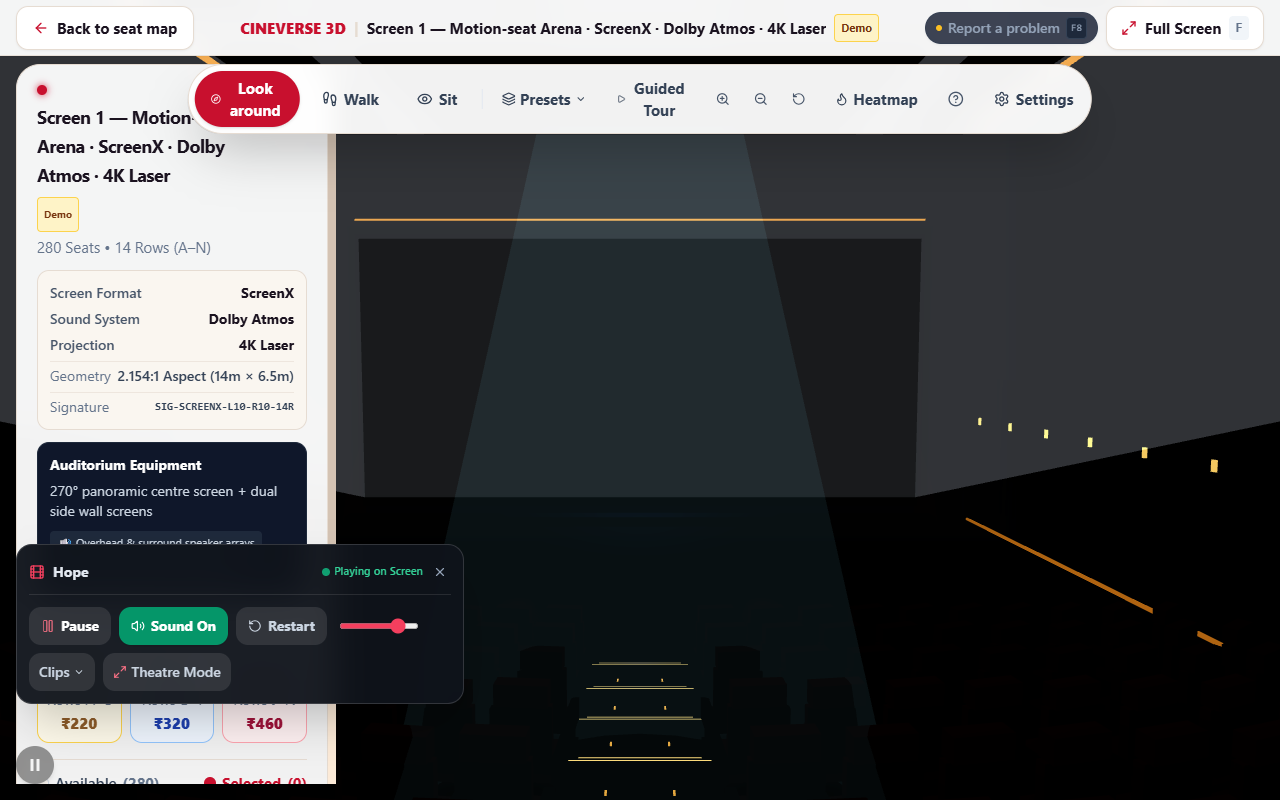 Back to seat map
CINEVERSE 3D | Screen 1 — Motion-seat Arena · ScreenX · Dolby Atmos · 4K Laser Demo
Report a problem F8
Full Screen F
Look around
Walk
Sit
Presets
Guided Tour
Heatmap
Settings
Screen 1 — Motion-
Arena · ScreenX · Dolby
Atmos · 4K Laser
Demo
280 Seats • 14 Rows (A–N)
Screen Format ScreenX
Sound System Dolby Atmos
Projection 4K Laser
Geometry 2.154:1 Aspect (14m × 6.5m)
Signature SIG-SCREENX-L10-R10-14R
Auditorium Equipment
270° panoramic centre screen + dual
side wall screens
Overhead & surround speaker arrays
Hope
Playing on Screen
Pause
Sound On
Restart
Clips
Theatre Mode
₹220 ₹320 ₹460
Available (280) Selected (0)